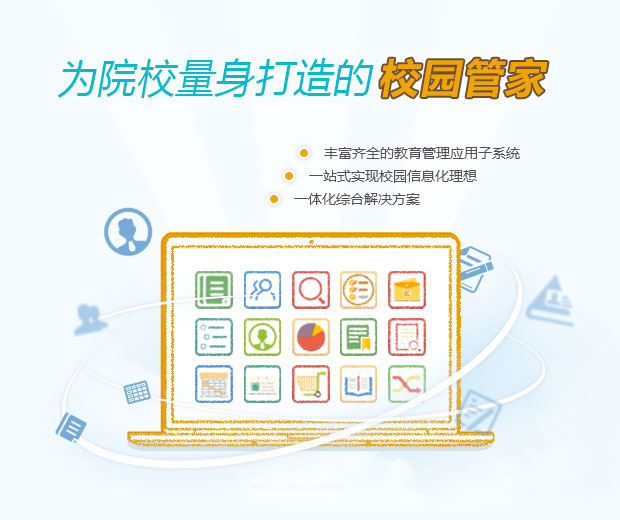 为院校量身打造的校园管家
丰富齐全的教育管理应用子系统
一站式实现校园信息化理想
一体化综合解决方案